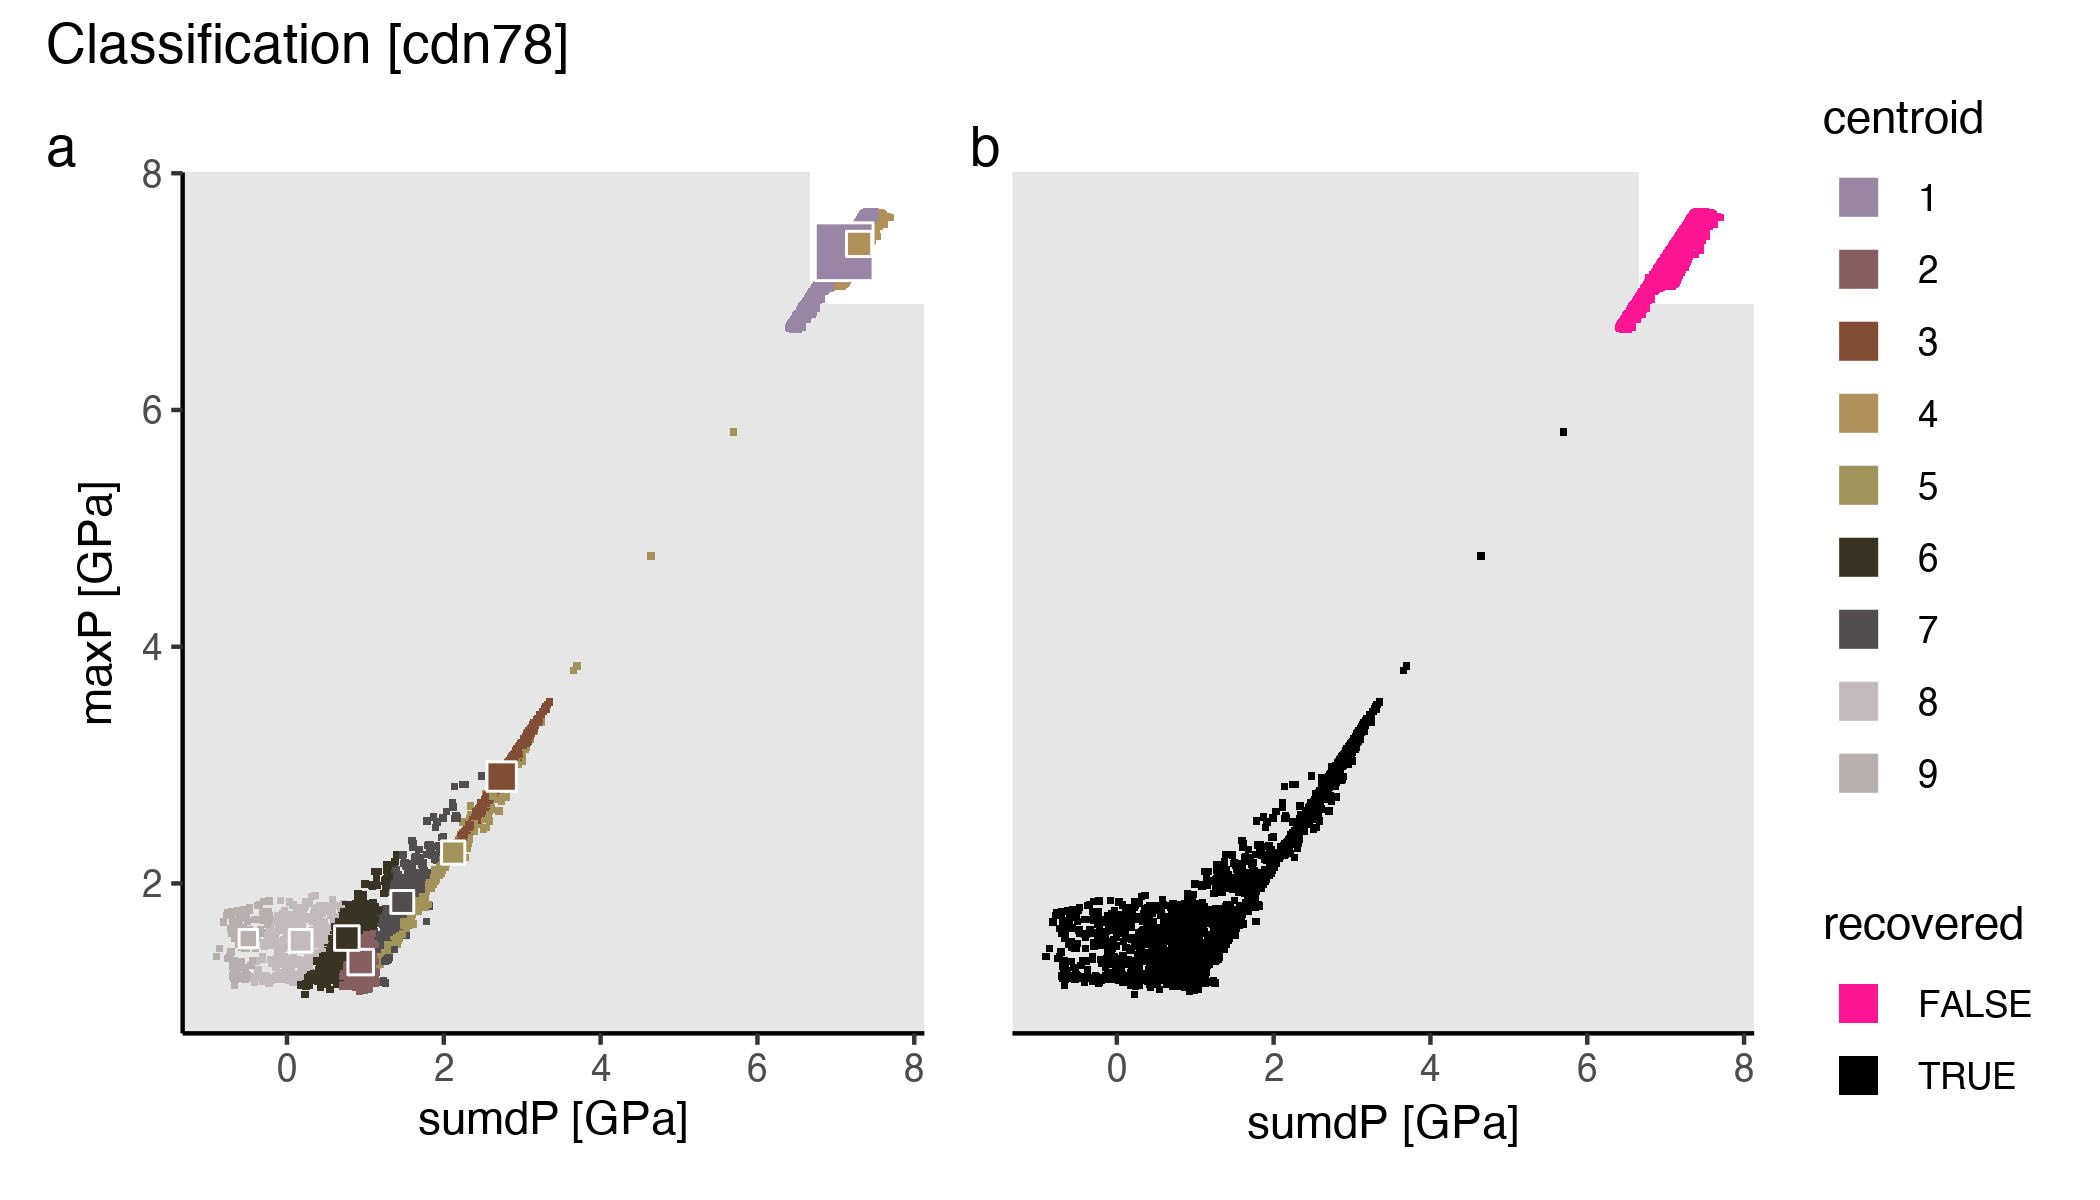 Classification [cdn78]
a
b
8
6
4
2
maxP [GPa]
0 2 4 6 8
sumdP [GPa]
0 2 4 6 8
sumdP [GPa]
centroid
1
2
3
4
5
6
7
8
9
recovered
FALSE
TRUE